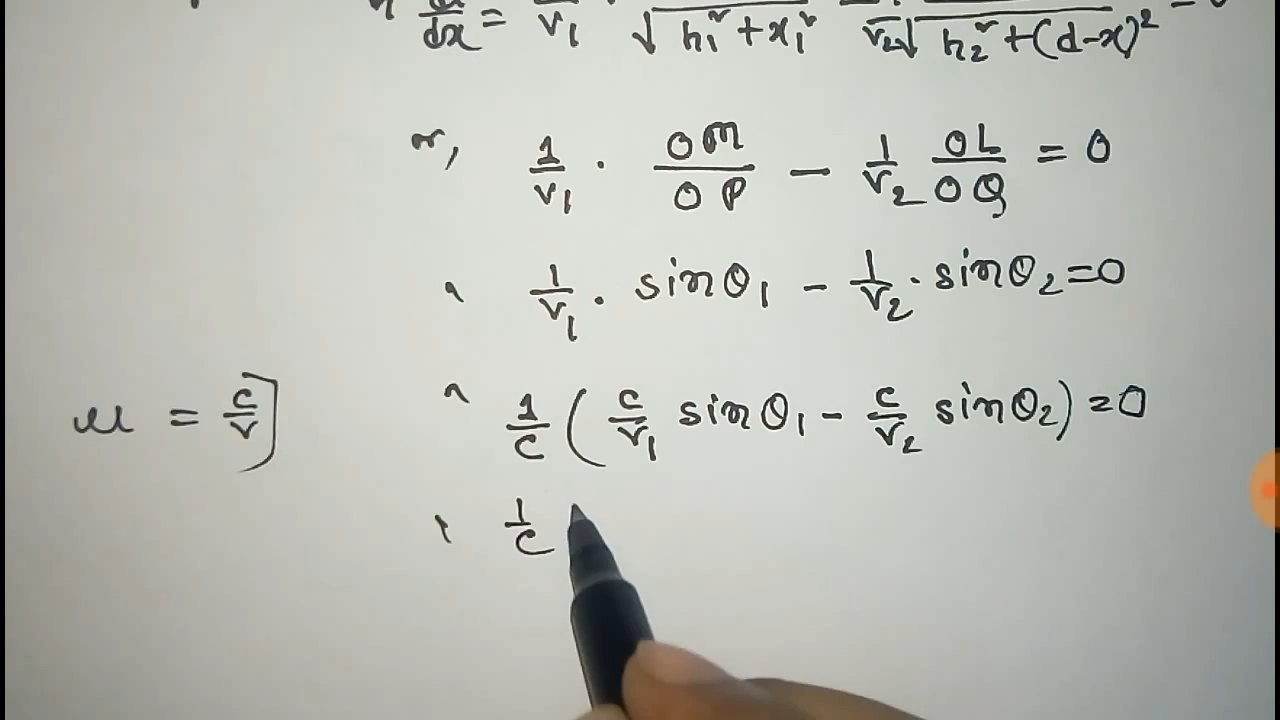 dx = v₁ · √h₁² + x₁² v₂√h₂² + (d-x)²
or, 1/v₁ · OM/OP - 1/v₂ OL/OQ = 0
" 1/v₁ · sinθ₁ - 1/v₂ · sinθ₂ = 0
μ = c/v] " 1/c ( c/v₁ sinθ₁ - c/v₂ sinθ₂ ) = 0
" 1/c